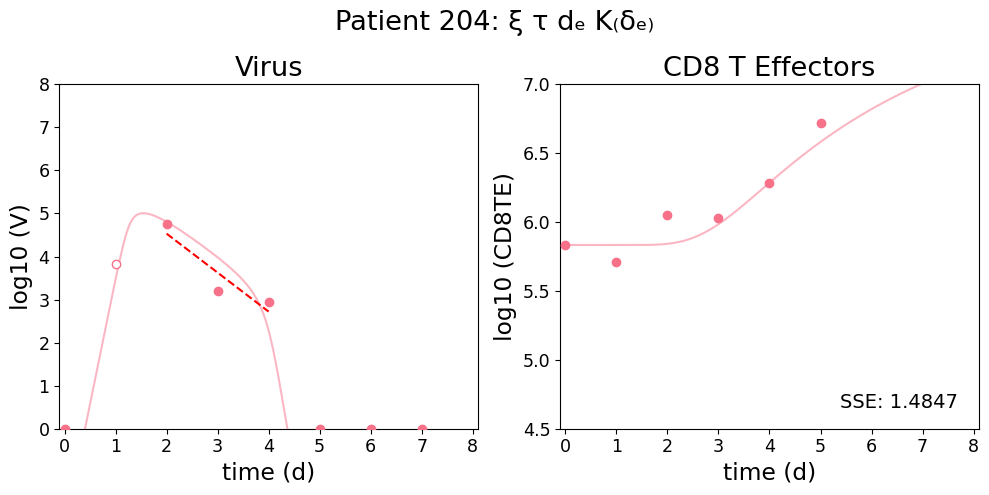 Patient 204: ξ τ dₑ K₍δₑ₎
Virus
CD8 T Effectors
log10 (V)
8
7
6
5
4
3
2
1
0
0 1 2 3 4 5 6 7 8
time (d)
log10 (CD8TE)
7.0
6.5
6.0
5.5
5.0
4.5
SSE: 1.4847
0 1 2 3 4 5 6 7 8
time (d)